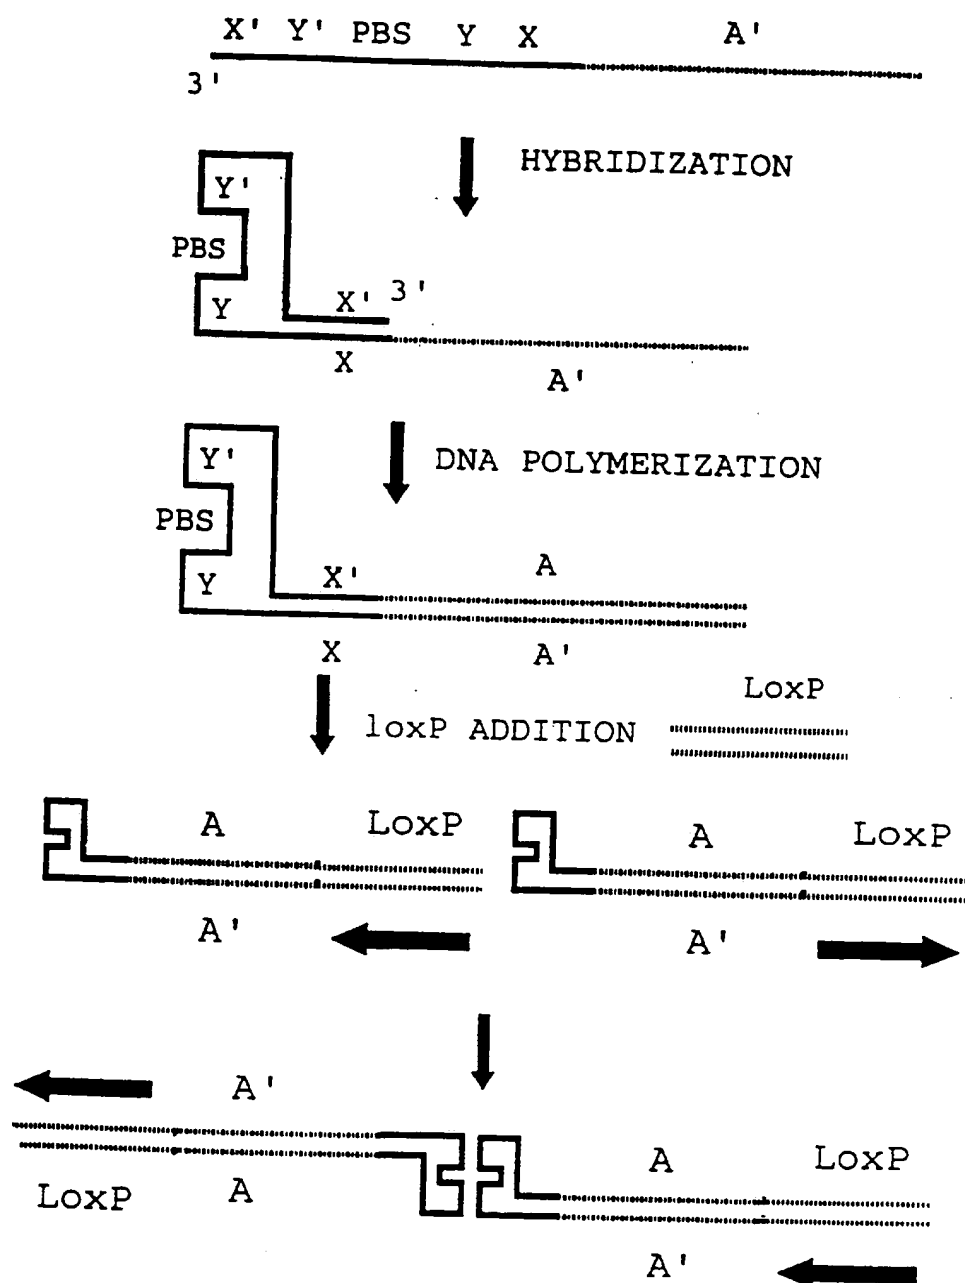 X' Y' PBS Y X A'
3'
HYBRIDIZATION
Y'
PBS
Y X' 3'
X A'
DNA POLYMERIZATION
Y'
PBS
Y X' A
X A'
LoxP
loxP ADDITION
A LoxP A LoxP
A' A'
A'
A LoxP
LoxP A
A'